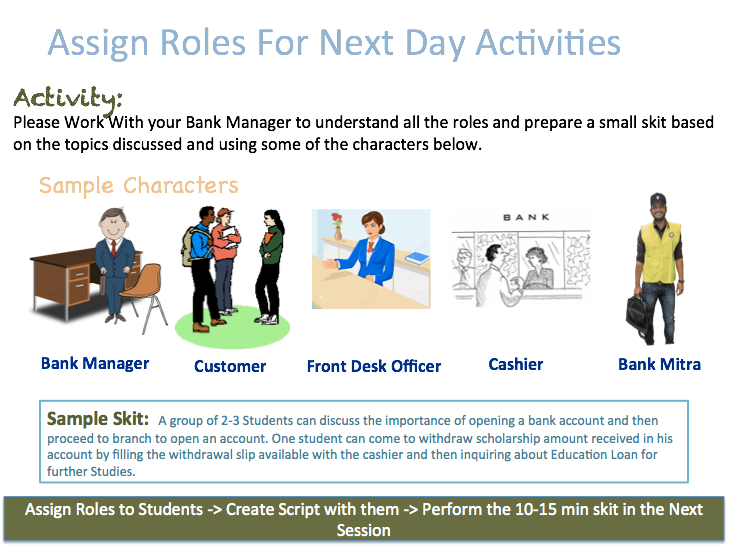 Assign Roles For Next Day Activities
Activity:
Please Work With your Bank Manager to understand all the roles and prepare a small skit based
on the topics discussed and using some of the characters below.
Sample Characters
BANK
Bank Manager
Customer
Front Desk Officer
Cashier
Bank Mitra
Sample Skit: A group of 2-3 Students can discuss the importance of opening a bank account and then
proceed to branch to open an account. One student can come to withdraw scholarship amount received in his
account by filling the withdrawal slip available with the cashier and then inquiring about Education Loan for
further Studies.
Assign Roles to Students -> Create Script with them -> Perform the 10-15 min skit in the Next
Session